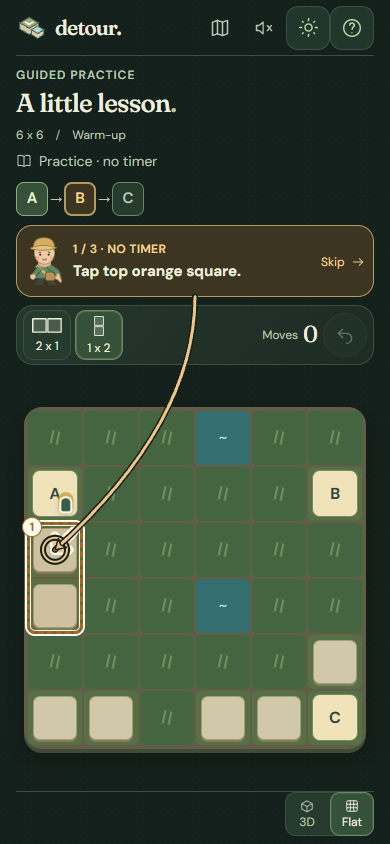 detour.
GUIDED PRACTICE
A little lesson.
6 x 6 / Warm-up
Practice · no timer
A → B → C
1 / 3 · NO TIMER
Tap top orange square.
Skip →
2 x 1
1 x 2
Moves 0
~
A
B
1
~
C
3D
Flat